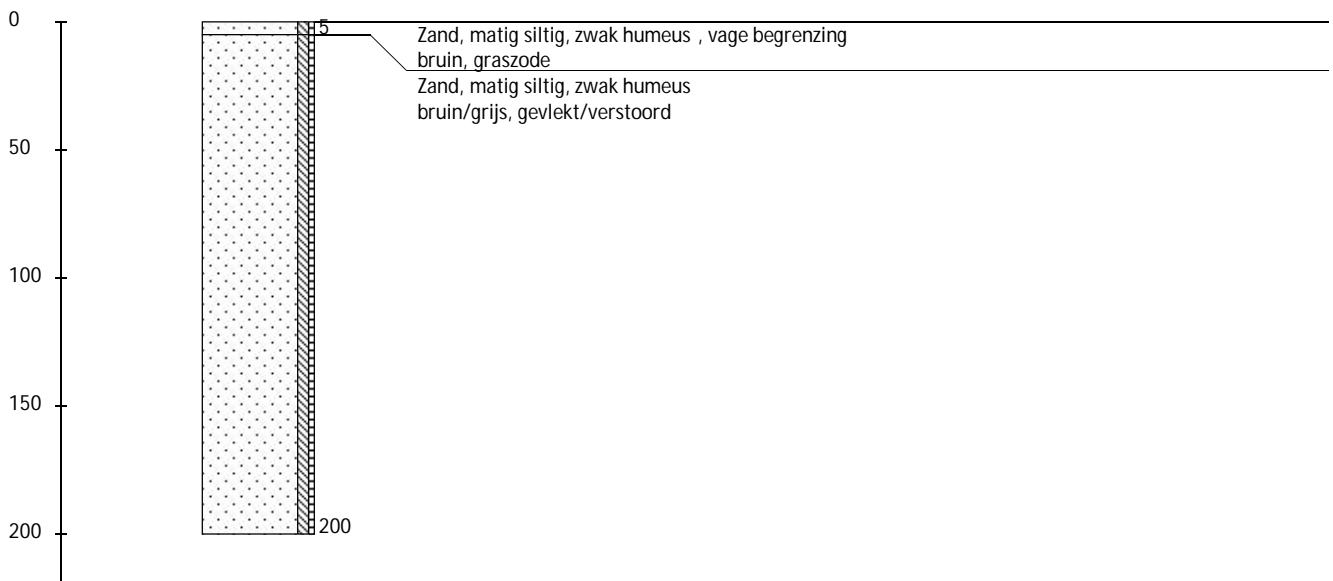 0
5
Zand, matig siltig, zwak humeus , vage begrenzing
bruin, graszode
Zand, matig siltig, zwak humeus
bruin/grijs, gevlekt/verstoord
50
100
150
200
200